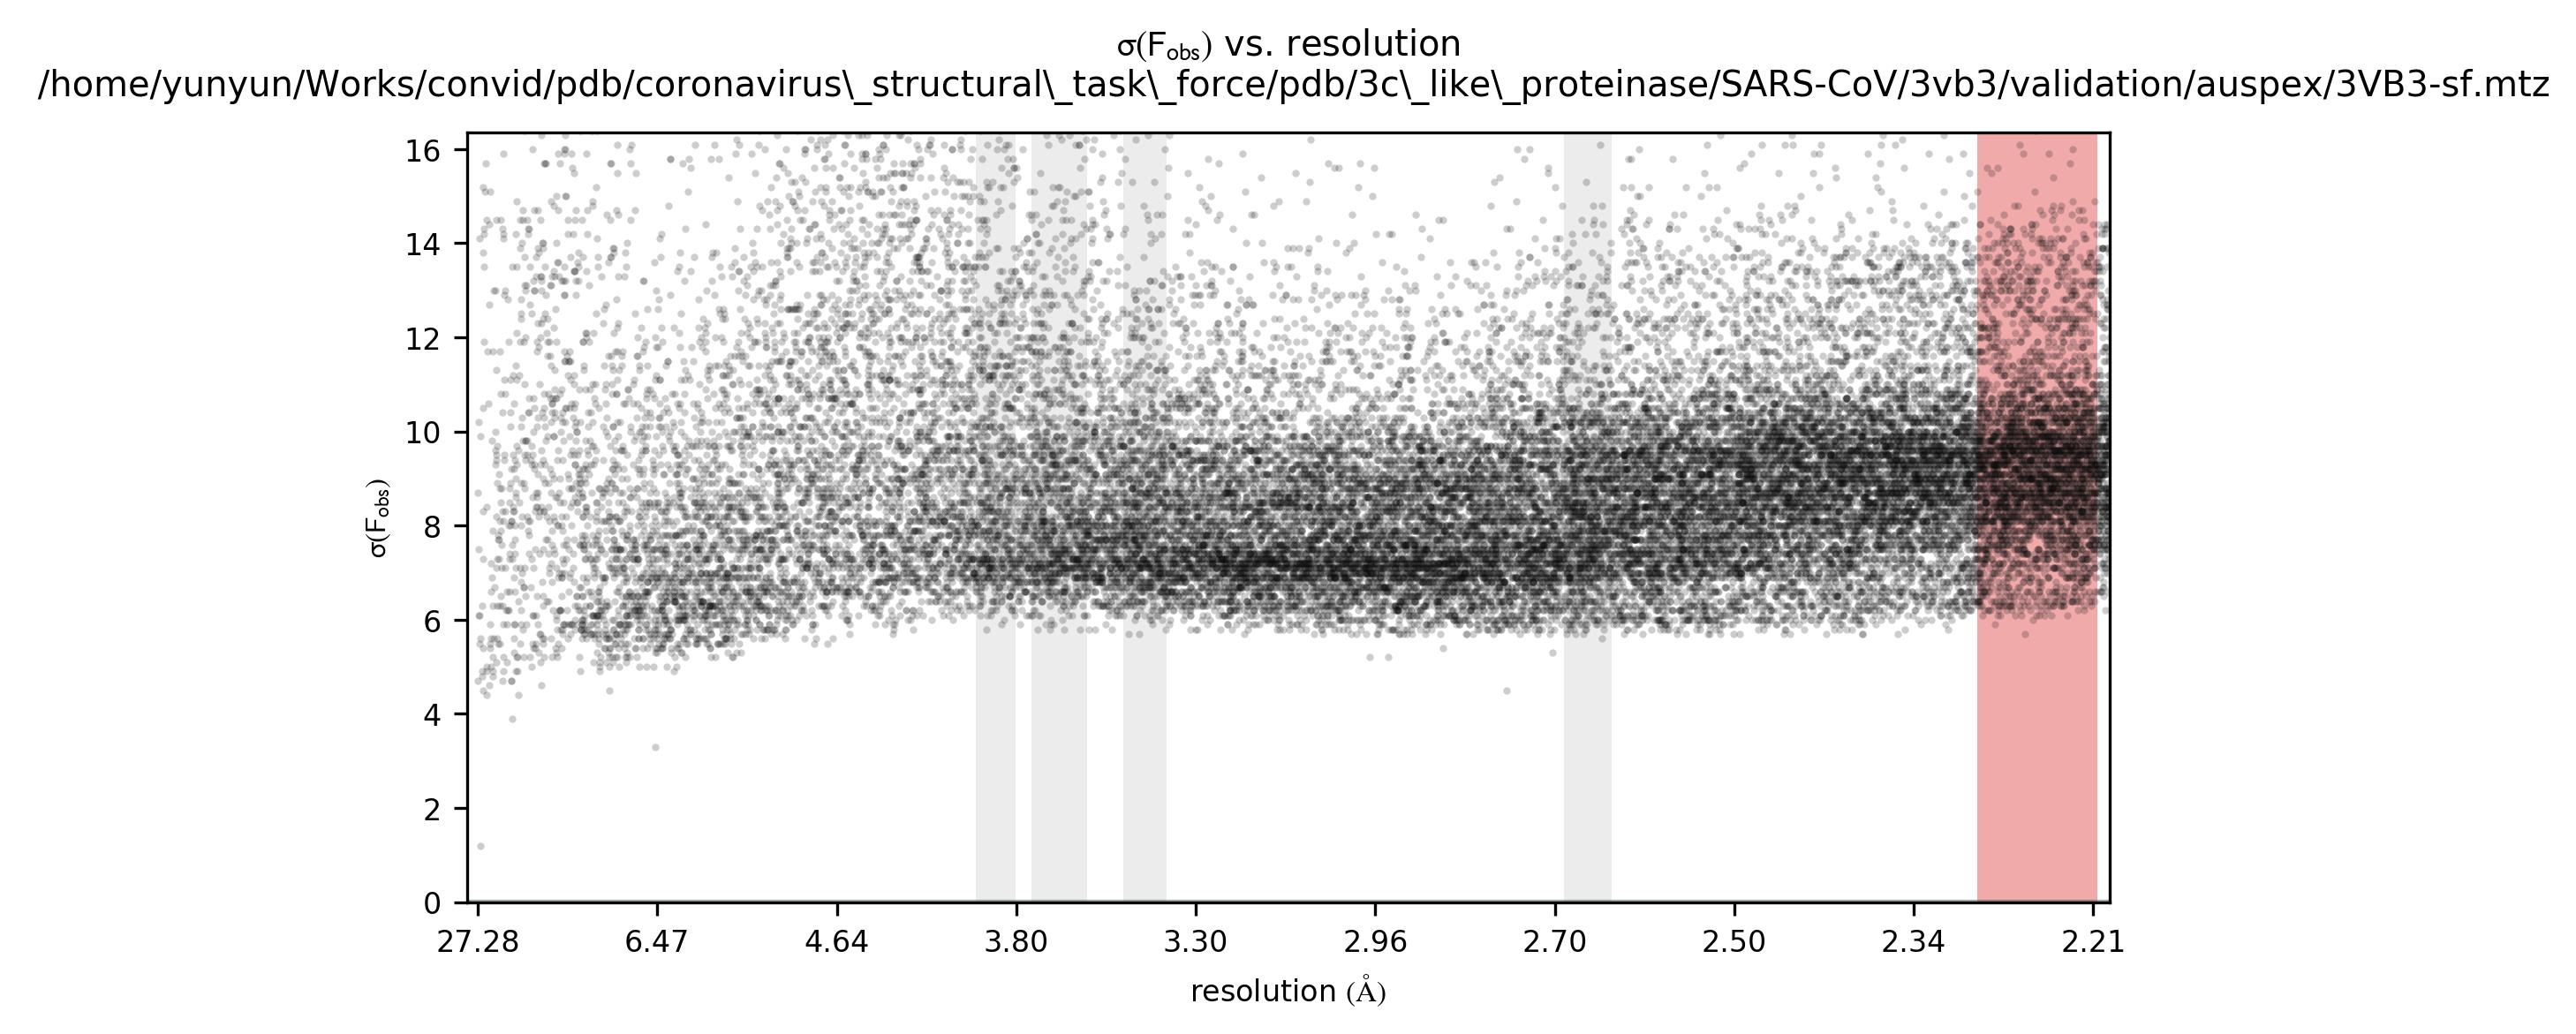 σ(Fobs) vs. resolution
/home/yunyun/Works/convid/pdb/coronavirus\_structural\_task\_force/pdb/3c\_like\_proteinase/SARS-CoV/3vb3/validation/auspex/3VB3-sf.mtz
16
14
12
10
8
6
4
2
0
σ(Fobs)
27.28 6.47 4.64 3.80 3.30 2.96 2.70 2.50 2.34 2.21
resolution (Å)